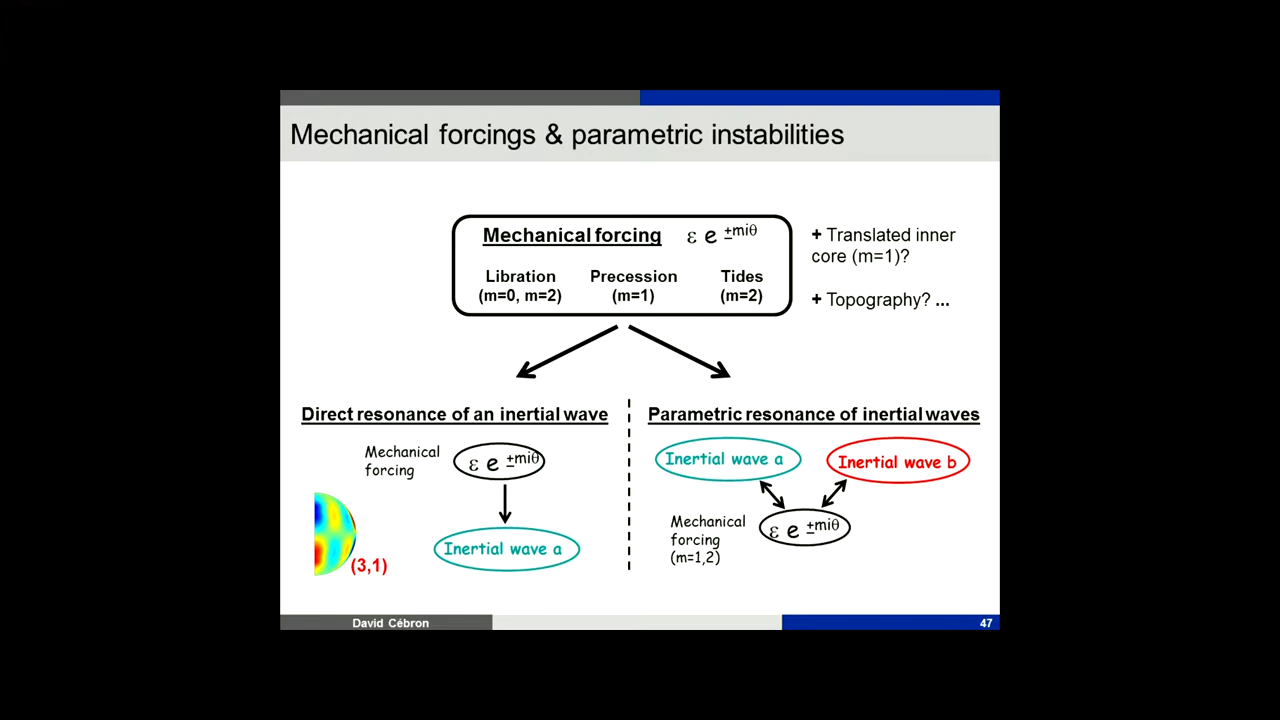 Mechanical forcings & parametric instabilities
Mechanical forcing ε e ±miθ
Libration Precession Tides
(m=0, m=2) (m=1) (m=2)
+ Translated inner
core (m=1)?
+ Topography? ...
Direct resonance of an inertial wave
Mechanical
forcing
ε e ±miθ
Inertial wave a
(3,1)
Parametric resonance of inertial waves
Inertial wave a
Inertial wave b
Mechanical
forcing
(m=1,2)
ε e ±miθ
David Cébron
47